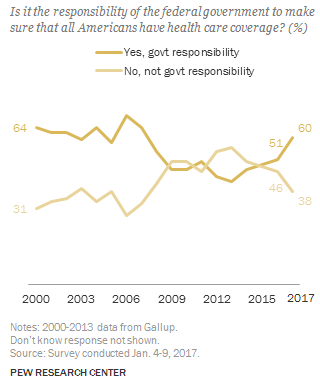 Is it the responsibility of the federal government to make
sure that all Americans have health care coverage? (%)
Yes, govt responsibility
No, not govt responsibility
64
60
51
46
38
31
2000 2003 2006 2009 2012 2015 2017
Notes: 2000-2013 data from Gallup.
Don't know response not shown.
Source: Survey conducted Jan. 4-9, 2017.
PEW RESEARCH CENTER